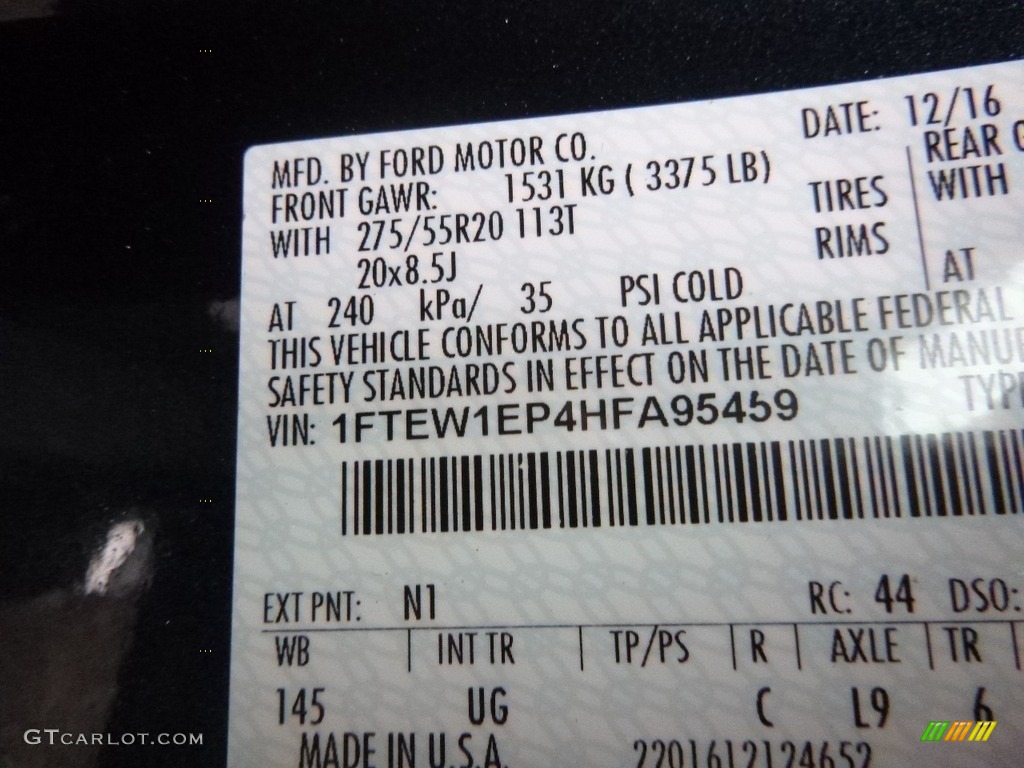 DATE: 12/16
MFD. BY FORD MOTOR CO.
FRONT GAWR: 1531 KG ( 3375 LB) REAR
WITH 275/55R20 113T TIRES WITH
20x8.5J RIMS
AT 240 kPa/ 35 PSI COLD AT
THIS VEHICLE CONFORMS TO ALL APPLICABLE FEDERAL
SAFETY STANDARDS IN EFFECT ON THE DATE OF MANUF
VIN: 1FTEW1EP4HFA95459 TYPE
EXT PNT: N1 RC: 44 DSO:
WB INT TR TP/PS R AXLE TR
145 UG C L9 6
MADE IN U.S.A. 2201612124652
GTCARLOT.COM